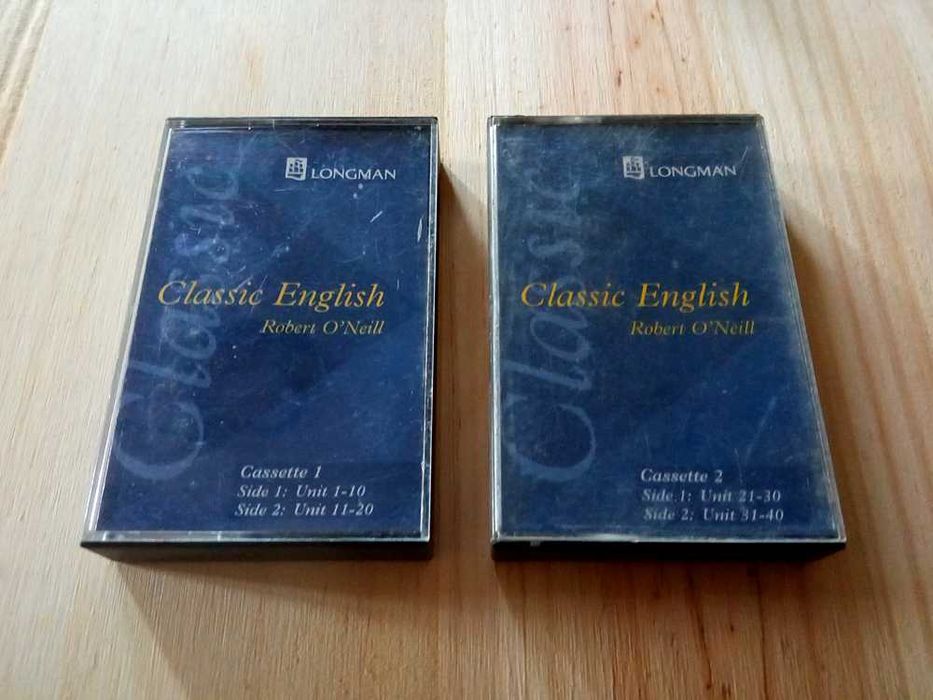 LONGMAN
Classic
Classic English
Robert O'Neill
Cassette 1
Side 1: Unit 1-10
Side 2: Unit 11-20
LONGMAN
Classic
Classic English
Robert O'Neill
Cassette 2
Side 1: Unit 21-30
Side 2: Unit 31-40